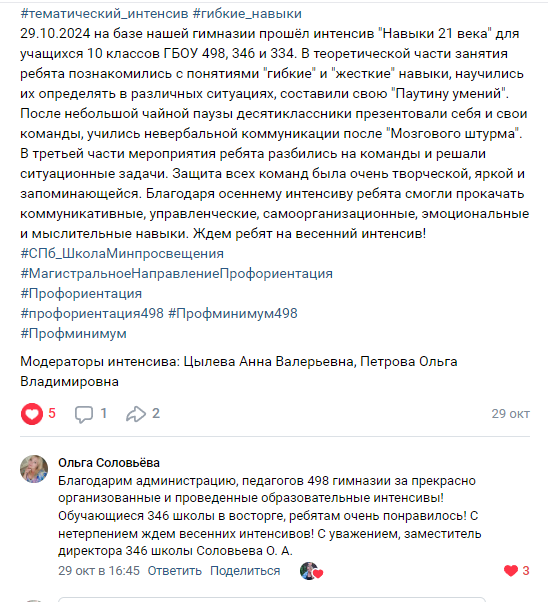 #тематический_интенсив #гибкие_навыки
29.10.2024 на базе нашей гимназии прошёл интенсив "Навыки 21 века" для
учащихся 10 классов ГБОУ 498, 346 и 334. В теоретической части занятия
ребята познакомились с понятиями "гибкие" и "жесткие" навыки, научились
их определять в различных ситуациях, составили свою "Паутину умений".
После небольшой чайной паузы десятиклассники презентовали себя и свои
команды, учились невербальной коммуникации после "Мозгового штурма".
В третьей части мероприятия ребята разбились на команды и решали
ситуационные задачи. Защита всех команд была очень творческой, яркой и
запоминающейся. Благодаря осеннему интенсиву ребята смогли прокачать
коммуникативные, управленческие, самоорганизационные, эмоциональные
и мыслительные навыки. Ждем ребят на весенний интенсив!
#СПб_ШколаМинпросвещения
#МагистральноеНаправлениеПрофориентация
#Профориентация
#профориентация498 #Профминимум498
#Профминимум
Модераторы интенсива: Цылева Анна Валерьевна, Петрова Ольга
Владимировна
5 1 2 29 окт
Ольга Соловьёва
Благодарим администрацию, педагогов 498 гимназии за прекрасно
организованные и проведенные образовательные интенсивы!
Обучающиеся 346 школы в восторге, ребятам очень понравилось! С
нетерпением ждем весенних интенсивов! С уважением, заместитель
директора 346 школы Соловьева О. А.
29 окт в 16:45 Ответить Поделиться 3